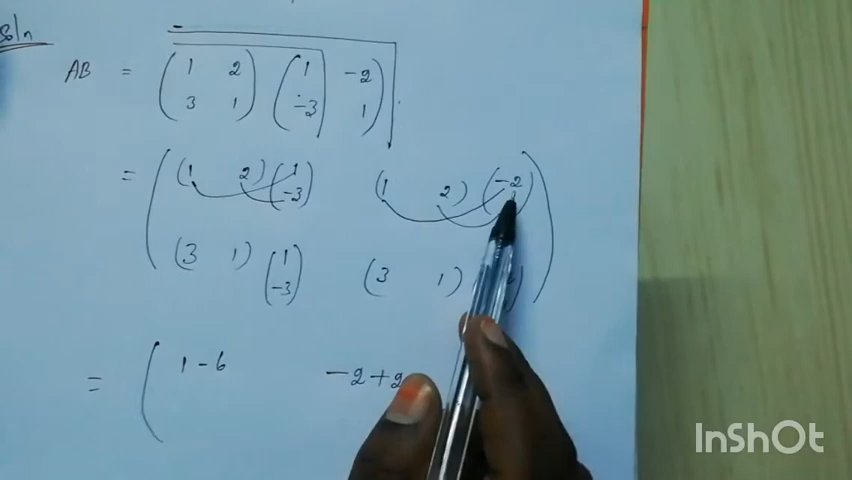 soln
AB = ( 1 2 ) ( 1 -2 )
( 3 1 ) ( -3 1 )
= ( (1 2) ( 1 ) (1 2) ( -2 )
( -3 )
(3 1) ( 1 ) (3 1)
( -3 )
= ( 1 - 6 -2 + 2
InShOt